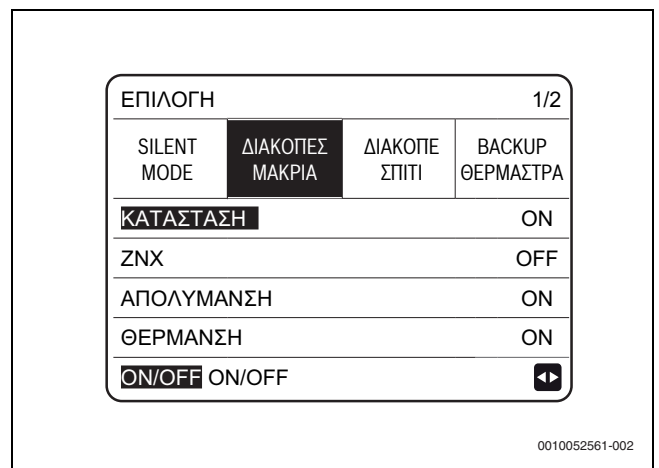 ΕΠΙΛΟΓΗ 1/2
SILENT MODE ΔΙΑΚΟΠΕΣ ΜΑΚΡΙΑ ΔΙΑΚΟΠΕ ΣΠΙΤΙ BACKUP ΘΕΡΜΑΣΤΡΑ
ΚΑΤΑΣΤΑΣΗ ON
ΖΝΧ OFF
ΑΠΟΛΥΜΑΝΣΗ ON
ΘΕΡΜΑΝΣΗ ON
ON/OFF ON/OFF
0010052561-002